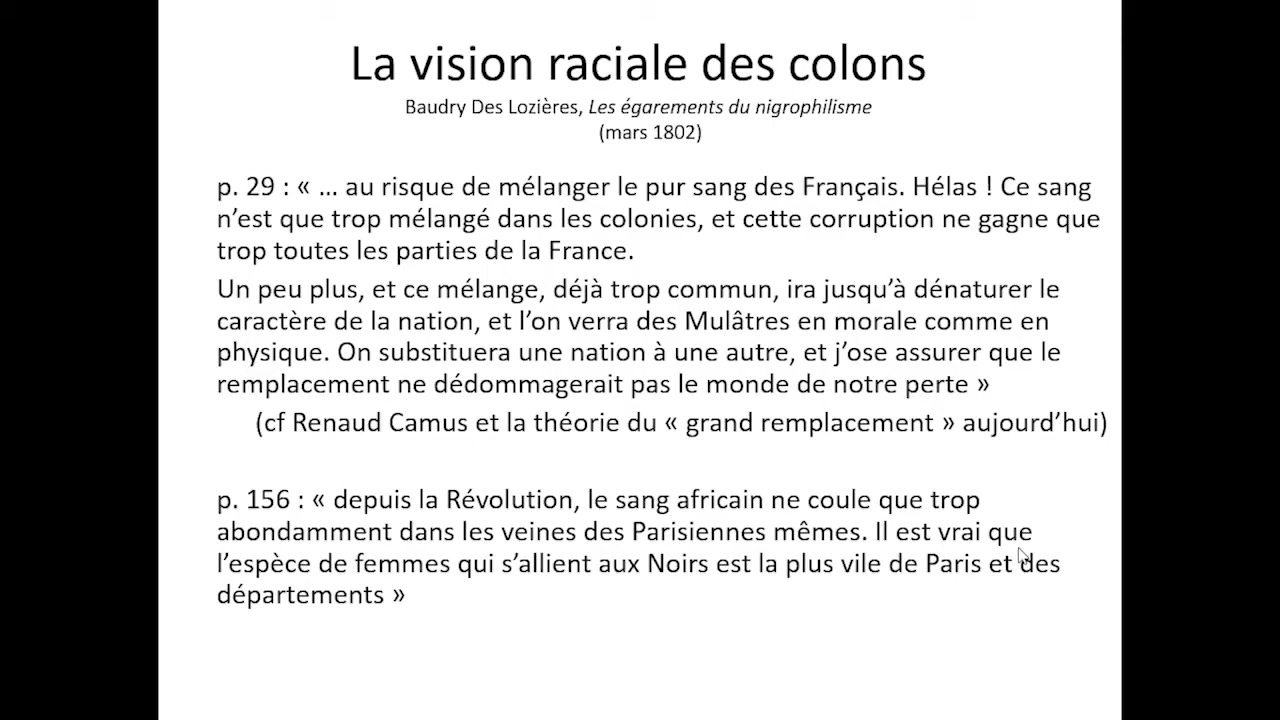 La vision raciale des colons
Baudry Des Lozières, Les égarements du nigrophilisme
(mars 1802)
p. 29 : « … au risque de mélanger le pur sang des Français. Hélas ! Ce sang
n’est que trop mélangé dans les colonies, et cette corruption ne gagne que
trop toutes les parties de la France.
Un peu plus, et ce mélange, déjà trop commun, ira jusqu’à dénaturer le
caractère de la nation, et l’on verra des Mulâtres en morale comme en
physique. On substituera une nation à une autre, et j’ose assurer que le
remplacement ne dédommagerait pas le monde de notre perte »
(cf Renaud Camus et la théorie du « grand remplacement » aujourd’hui)
p. 156 : « depuis la Révolution, le sang africain ne coule que trop
abondamment dans les veines des Parisiennes mêmes. Il est vrai que
l’espèce de femmes qui s’allient aux Noirs est la plus vile de Paris et des
départements »